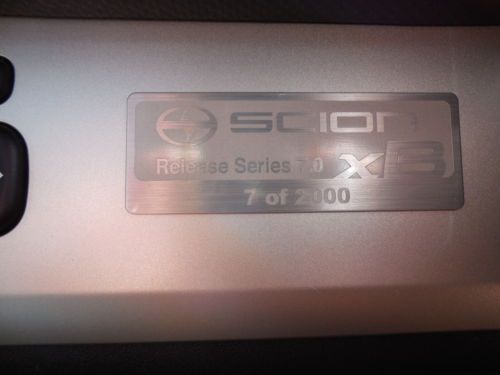 SCION
Release Series 7.0 xB
7 of 2000